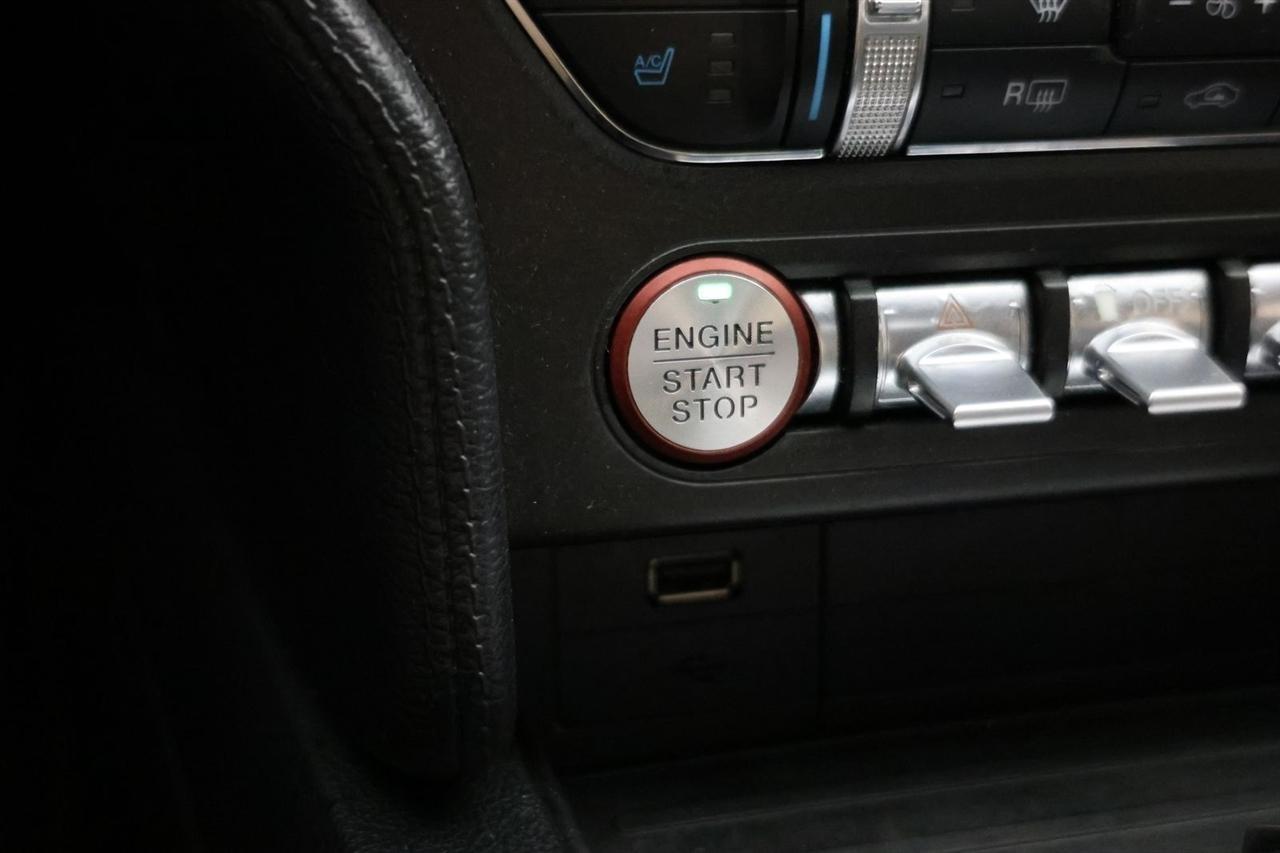 A/C
R
ENGINE
START
STOP
OFF